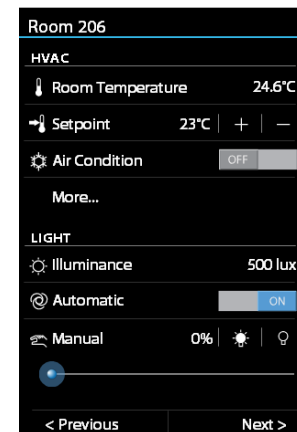 Room 206
HVAC
Room Temperature 24.6°C
Setpoint 23°C + −
Air Condition OFF
More...
LIGHT
Illuminance 500 lux
Automatic ON
Manual 0%
< Previous Next >